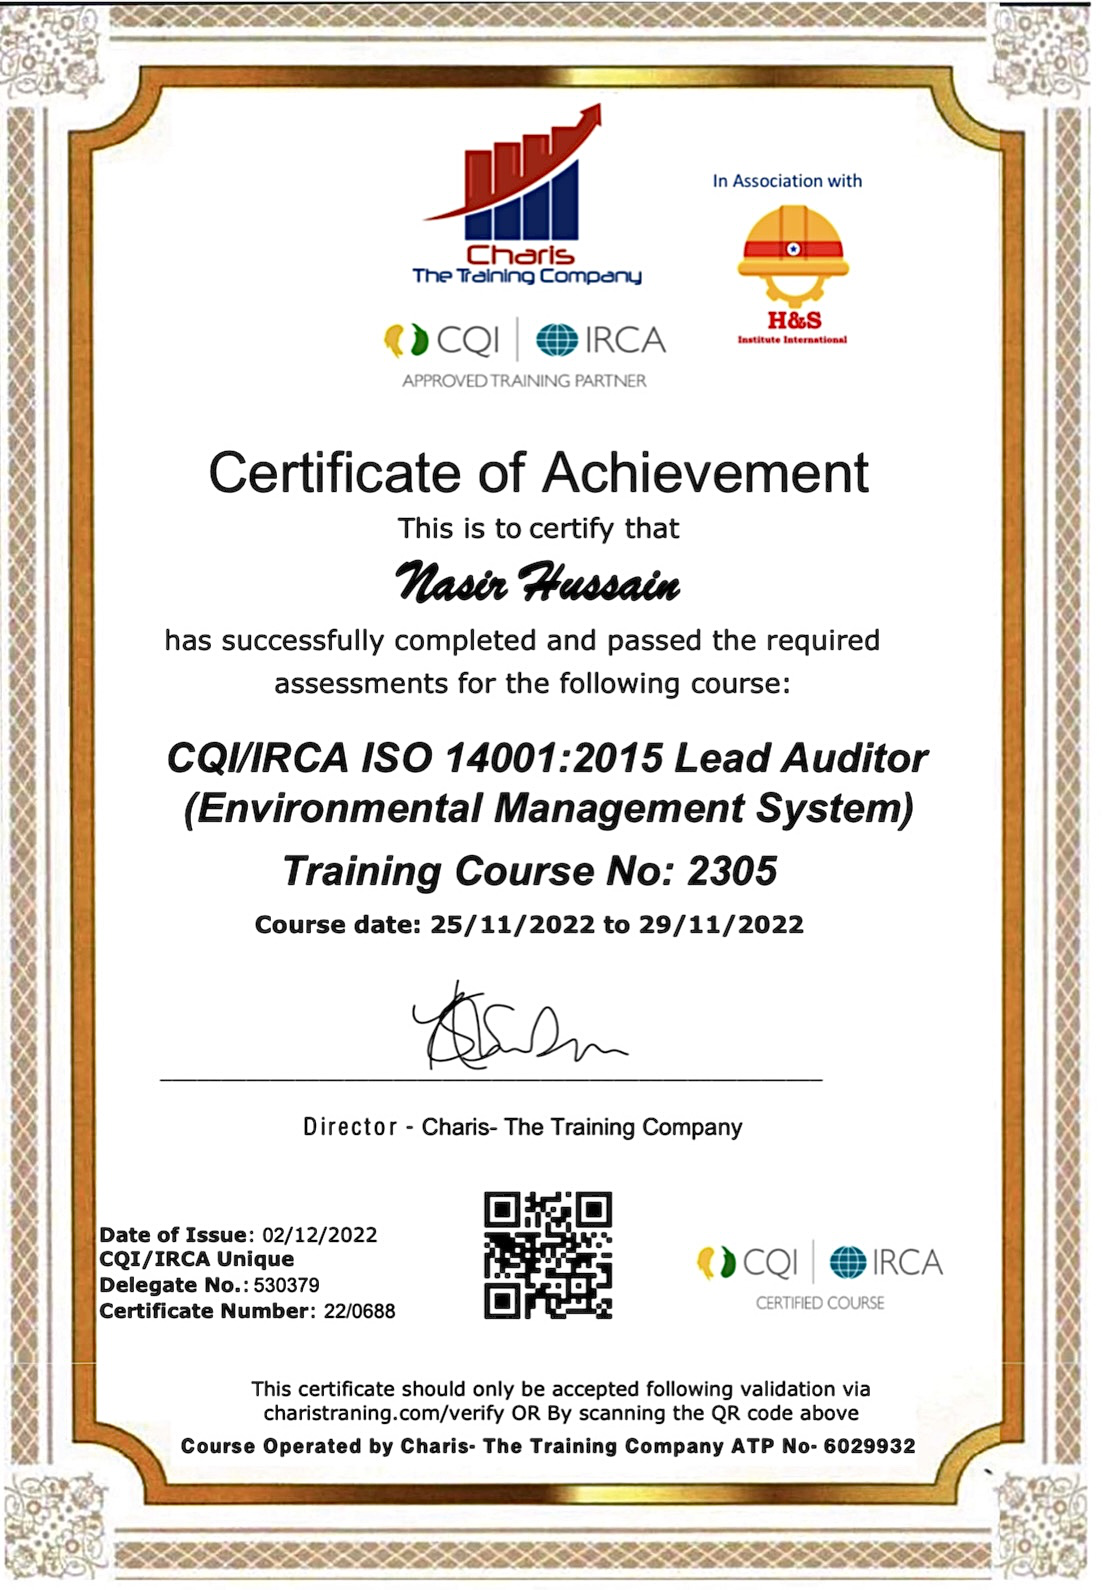 In Association with
Charis
The Training Company
H&S
Institute International
CQI IRCA
APPROVED TRAINING PARTNER
Certificate of Achievement
This is to certify that
Nasir Hussain
has successfully completed and passed the required
assessments for the following course:
CQI/IRCA ISO 14001:2015 Lead Auditor
(Environmental Management System)
Training Course No: 2305
Course date: 25/11/2022 to 29/11/2022
Director - Charis- The Training Company
Date of Issue: 02/12/2022
CQI/IRCA Unique
Delegate No.: 530379
Certificate Number: 22/0688
CQI IRCA
CERTIFIED COURSE
This certificate should only be accepted following validation via
charistraning.com/verify OR By scanning the QR code above
Course Operated by Charis- The Training Company ATP No- 6029932